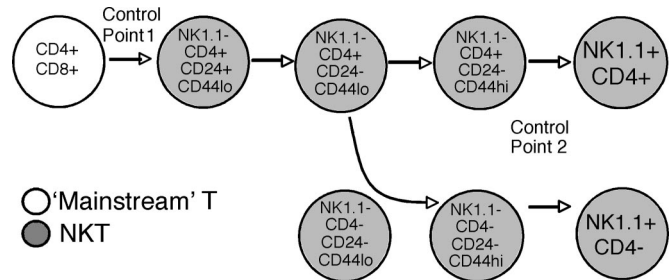 Control
Point 1
CD4+
CD8+
NK1.1-
CD4+
CD24+
CD44lo
NK1.1-
CD4+
CD24-
CD44lo
NK1.1-
CD4+
CD24-
CD44hi
NK1.1+
CD4+
Control
Point 2
'Mainstream' T
NKT
NK1.1-
CD4-
CD24-
CD44lo
NK1.1-
CD4-
CD24-
CD44hi
NK1.1+
CD4-